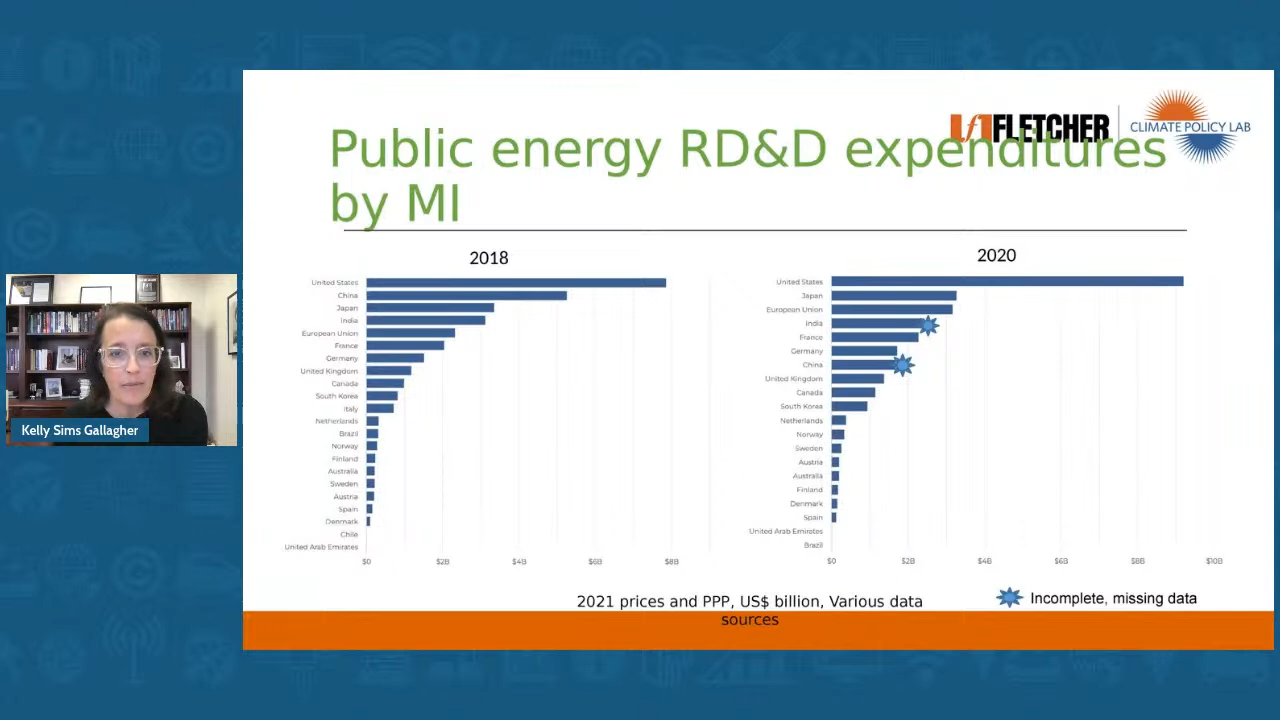 FLETCHER
CLIMATE POLICY LAB
Public energy RD&D expenditures
by MI
2018
United States
China
Japan
India
European Union
France
Germany
United Kingdom
Canada
South Korea
Italy
Netherlands
Brazil
Norway
Finland
Australia
Sweden
Austria
Spain
Denmark
Chile
United Arab Emirates
$0 $2B $4B $6B $8B
2020
United States
Japan
European Union
India
France
Germany
China
United Kingdom
Canada
South Korea
Netherlands
Norway
Sweden
Austria
Australia
Finland
Denmark
Spain
United Arab Emirates
Brazil
$0 $2B $4B $6B $8B $10B
2021 prices and PPP, US$ billion, Various data
sources
Incomplete, missing data
Kelly Sims Gallagher